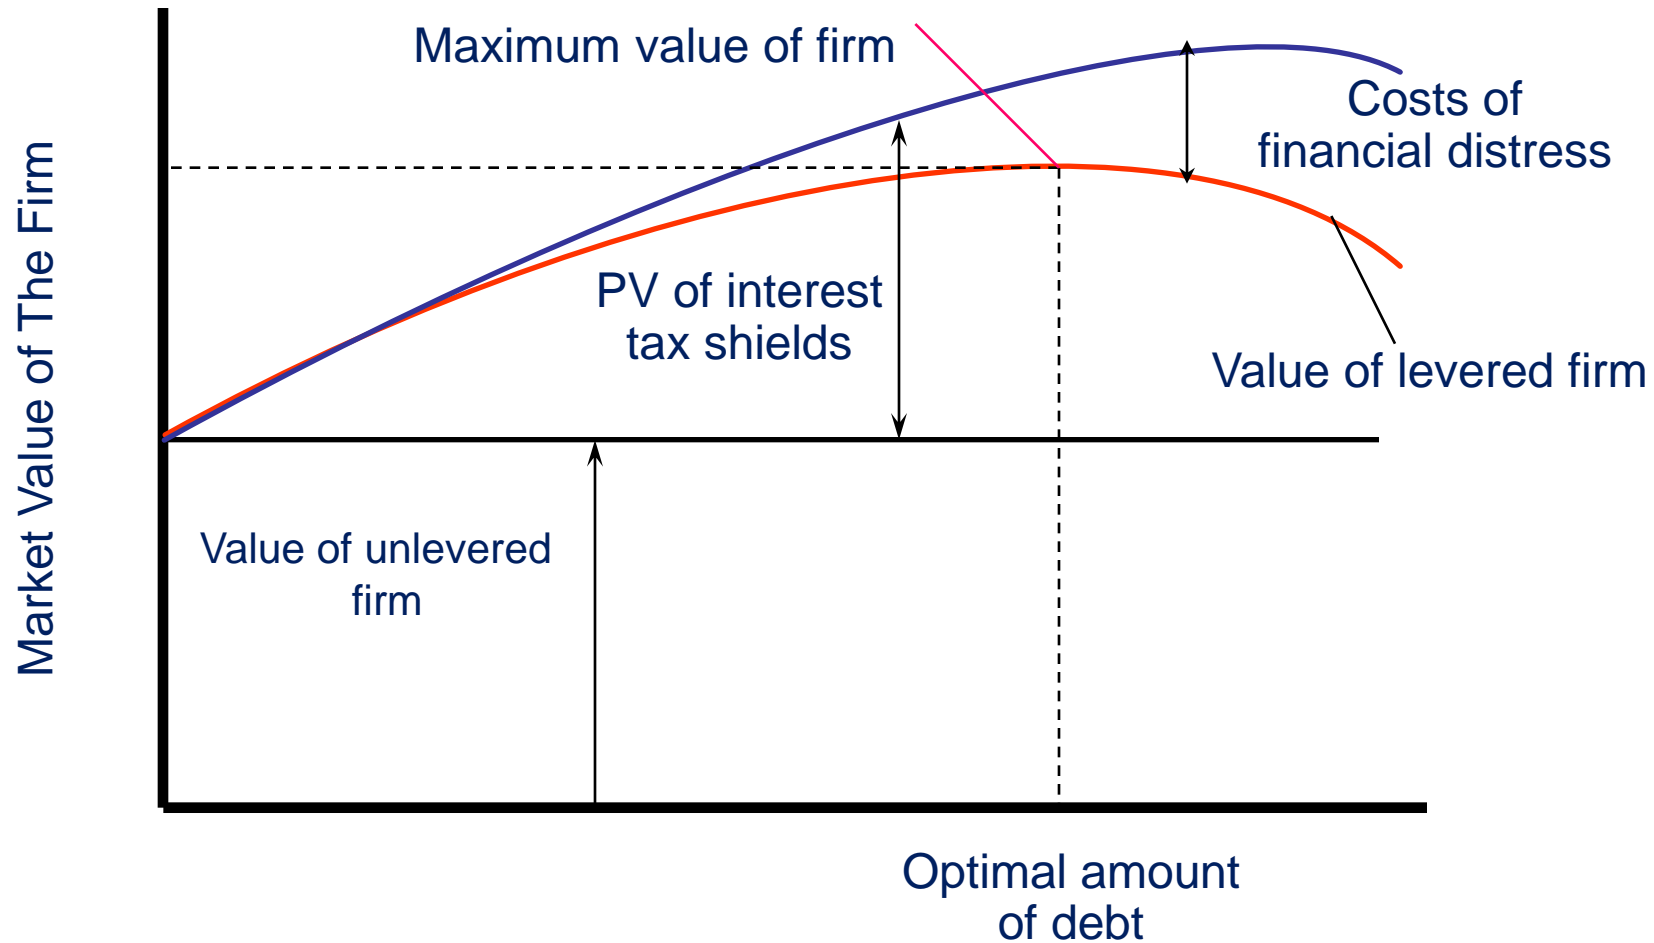 Maximum value of firm
Costs of
financial distress
Market Value of The Firm
PV of interest
tax shields
Value of levered firm
Value of unlevered
firm
Optimal amount
of debt